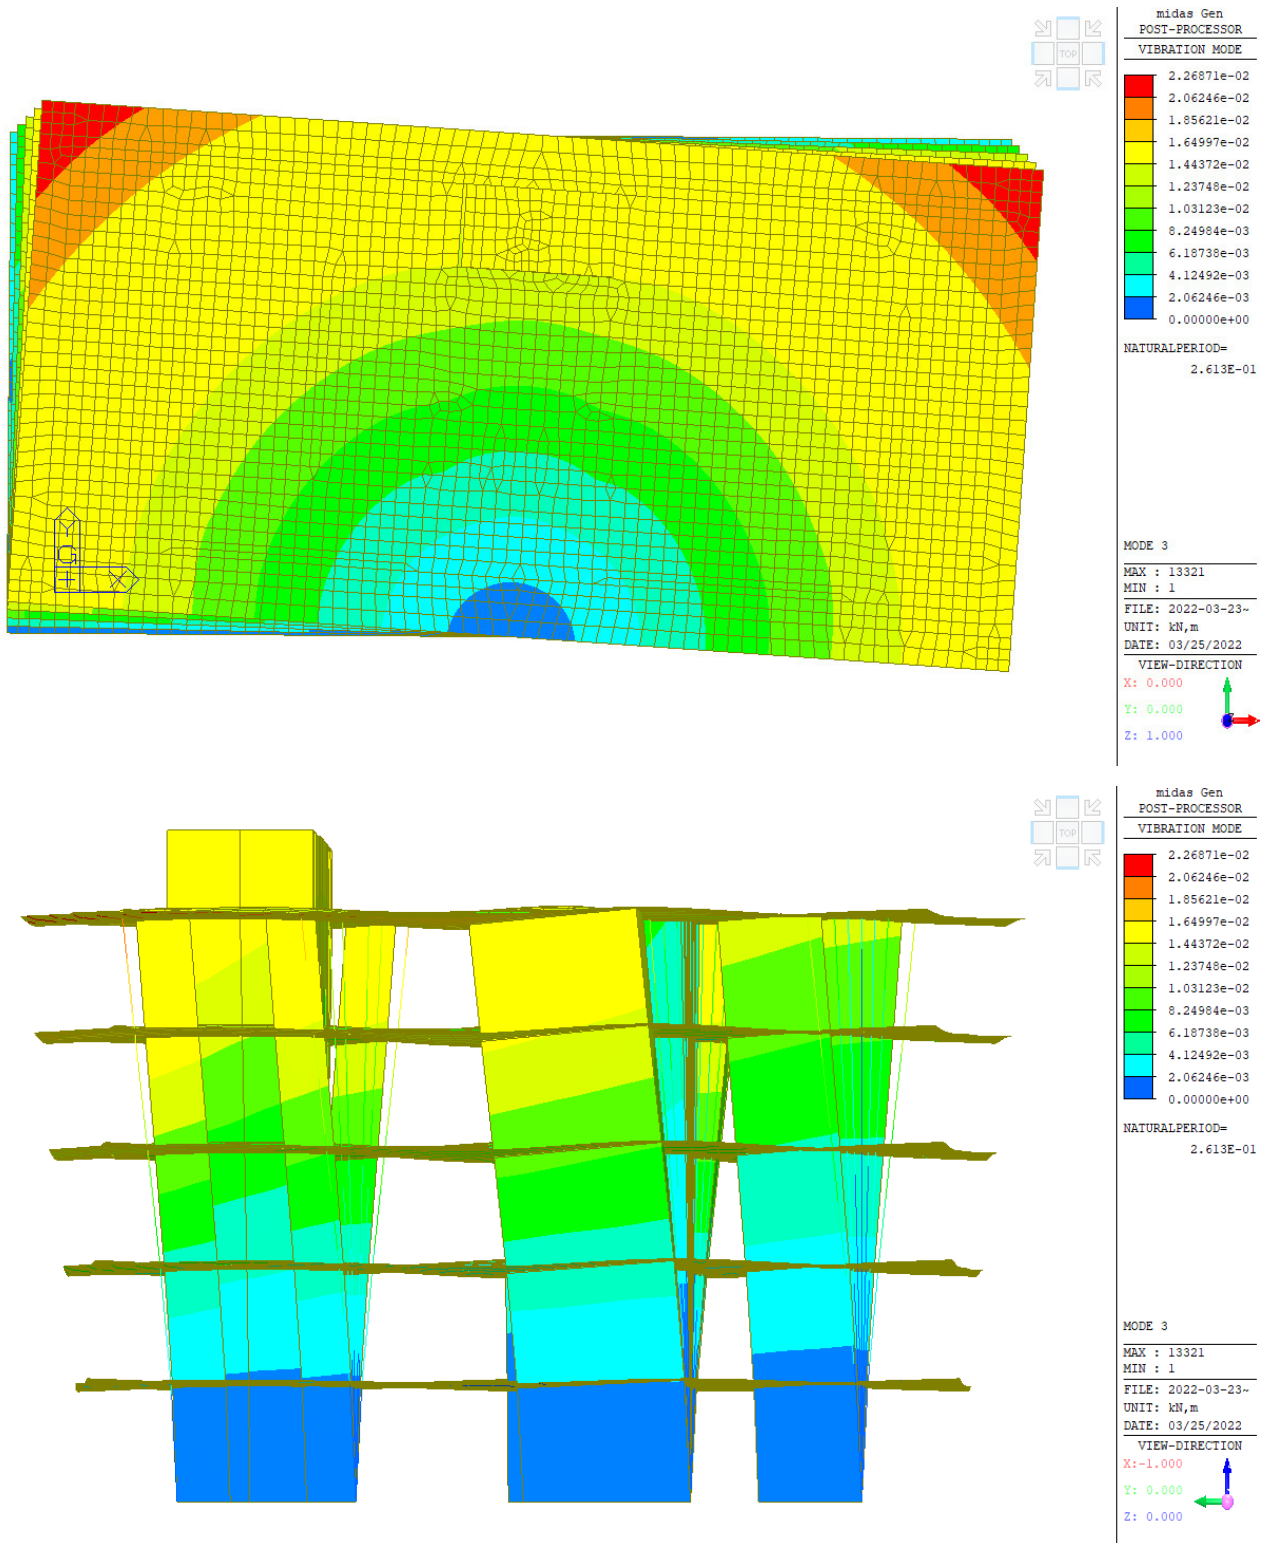 TOP
midas Gen
POST-PROCESSOR
VIBRATION MODE
2.26871e-02
2.06246e-02
1.85621e-02
1.64997e-02
1.44372e-02
1.23748e-02
1.03123e-02
8.24984e-03
6.18738e-03
4.12492e-03
2.06246e-03
0.00000e+00
NATURALPERIOD=
2.613E-01
MODE 3
MAX : 13321
MIN : 1
FILE: 2022-03-23~
UNIT: kN,m
DATE: 03/25/2022
VIEW-DIRECTION
X: 0.000
Y: 0.000
Z: 1.000
Y
G
X
TOP
midas Gen
POST-PROCESSOR
VIBRATION MODE
2.26871e-02
2.06246e-02
1.85621e-02
1.64997e-02
1.44372e-02
1.23748e-02
1.03123e-02
8.24984e-03
6.18738e-03
4.12492e-03
2.06246e-03
0.00000e+00
NATURALPERIOD=
2.613E-01
MODE 3
MAX : 13321
MIN : 1
FILE: 2022-03-23~
UNIT: kN,m
DATE: 03/25/2022
VIEW-DIRECTION
X:-1.000
Y: 0.000
Z: 0.000